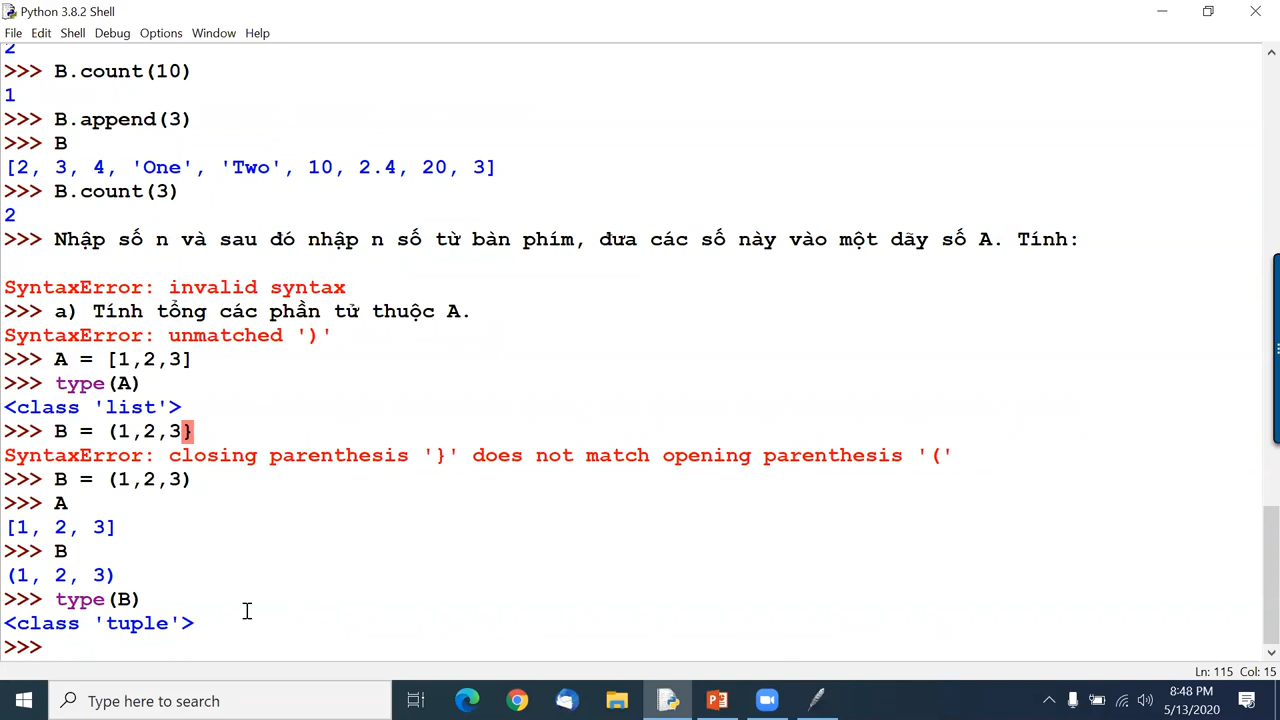 Python 3.8.2 Shell
File Edit Shell Debug Options Window Help
2
>>> B.count(10)
1
>>> B.append(3)
>>> B
[2, 3, 4, 'One', 'Two', 10, 2.4, 20, 3]
>>> B.count(3)
2
>>> Nhập số n và sau đó nhập n số từ bàn phím, đưa các số này vào một dãy số A. Tính:
SyntaxError: invalid syntax
>>> a) Tính tổng các phần tử thuộc A.
SyntaxError: unmatched ')'
>>> A = [1,2,3]
>>> type(A)
<class 'list'>
>>> B = (1,2,3}
SyntaxError: closing parenthesis '}' does not match opening parenthesis '('
>>> B = (1,2,3)
>>> A
[1, 2, 3]
>>> B
(1, 2, 3)
>>> type(B)
<class 'tuple'>
>>>
Ln: 115 Col: 15
Type here to search
8:48 PM
5/13/2020